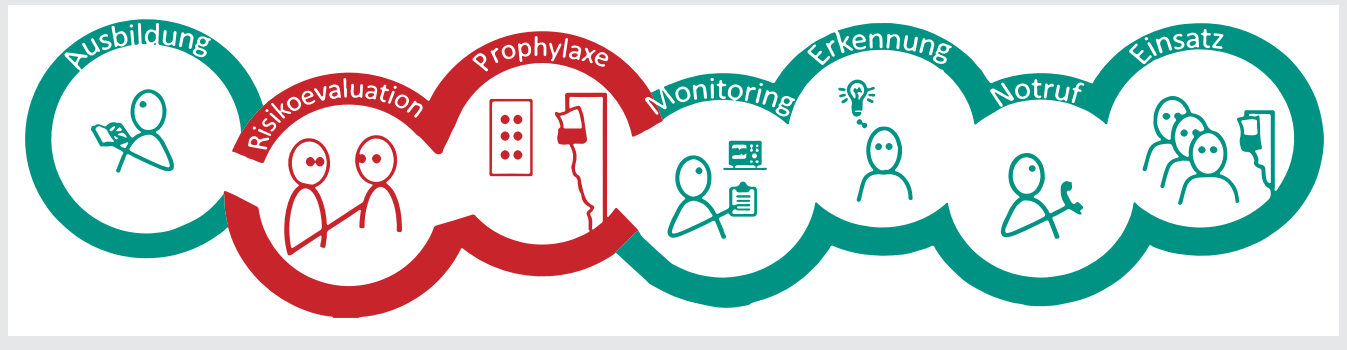 Ausbildung
Risikoevaluation
Prophylaxe
Monitoring
Erkennung
Notruf
Einsatz